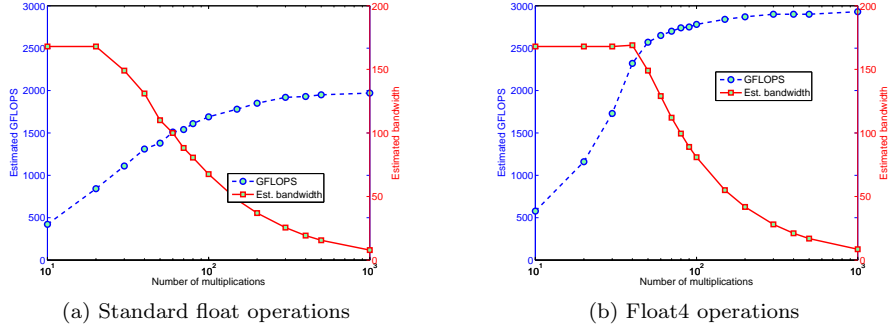 3000
2500
2000
1500
1000
500
0
Estimated GFLOPS
200
150
100
50
0
Estimated bandwidth
GFLOPS
Est. bandwidth
10^1
10^2
10^3
Number of multiplications
(a) Standard float operations
3000
2500
2000
1500
1000
500
0
Estimated GFLOPS
200
150
100
50
0
Estimated bandwidth
GFLOPS
Est. bandwidth
10^1
10^2
10^3
Number of multiplications
(b) Float4 operations